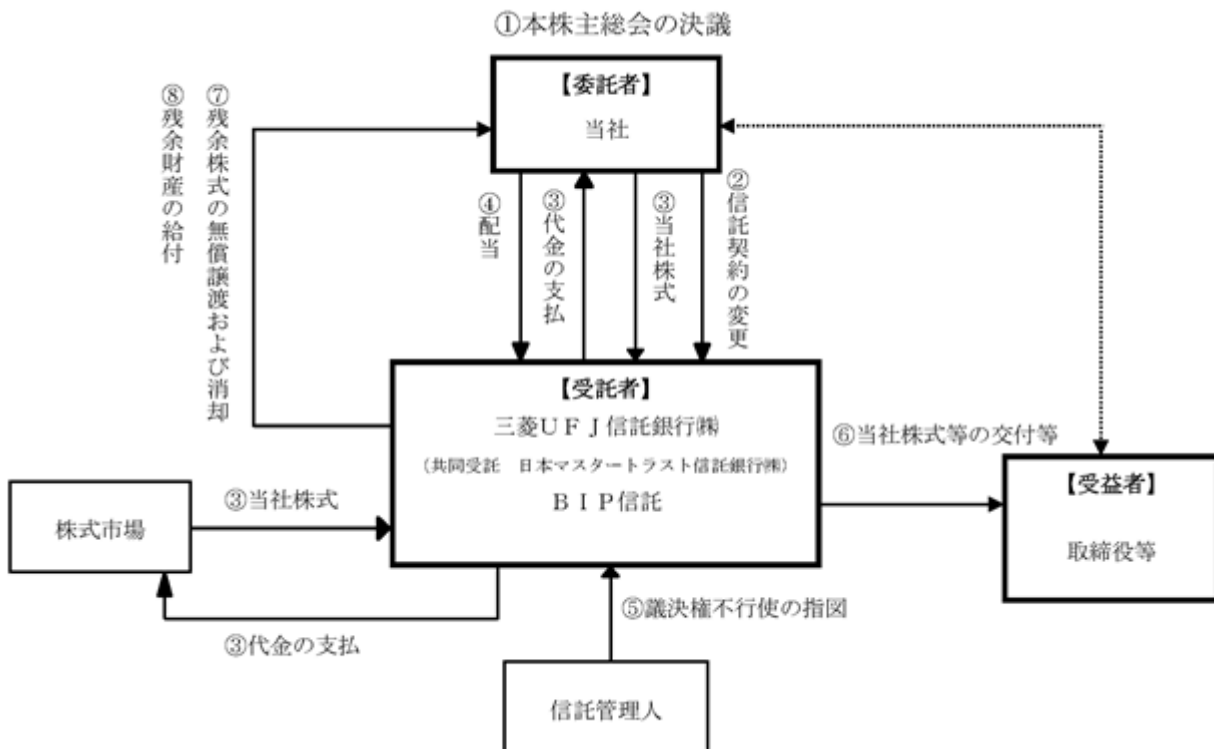 ①本株主総会の決議
【委託者】
当社
⑧残余財産の給付
⑦残余株式の無償譲渡および消却
④配当
③代金の支払
③当社株式
②信託契約の変更
【受託者】
三菱UFJ信託銀行㈱
(共同受託 日本マスタートラスト信託銀行㈱)
BIP信託
⑥当社株式等の交付等
【受益者】
取締役等
株式市場
③当社株式
③代金の支払
⑤議決権不行使の指図
信託管理人